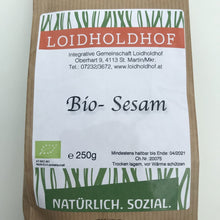 LOIDHOLDHOF
Integrative Gemeinschaft Loidholdhof
Oberhart 9, 4113 St. Martin/Mkr.
Tel.: 07232/3672, www.loidholdhof.at
Bio- Sesam
℮ 250g
Mindestens haltbar bis Ende: 04/2021
Ch.Nr.: 20075
Trocken lagern, vor Wärme schützen
NATÜRLICH. SOZIAL.